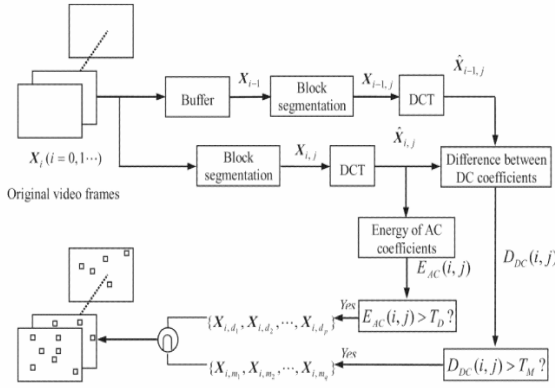 X̂_{i-1, j}
X_{i-1}
X_{i-1, j}
Buffer
Block
segmentation
DCT
X̂_{i, j}
X_i (i = 0,1···)
Original video frames
Block
segmentation
X_{i, j}
DCT
Difference between
DC coefficients
Energy of AC
coefficients
E_{AC}(i, j)
D_{DC}(i, j)
{X_{i,d_1}, X_{i,d_2}, ···, X_{i,d_p}}
Yes
E_{AC}(i, j) > T_D ?
{X_{i,m_1}, X_{i,m_2}, ···, X_{i,m_q}}
Yes
D_{DC}(i, j) > T_M ?